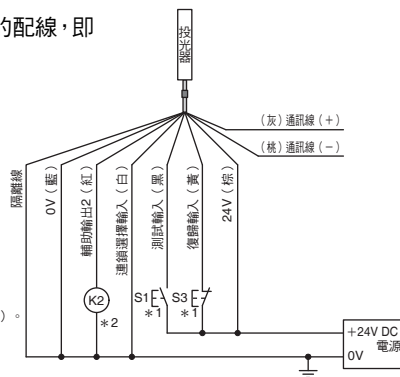 的配線，即
投光器
（灰）通訊線（＋）
（桃）通訊線（－）
隔離線
0V（藍）
輔助輸出2（紅）
連鎖選擇輸入（白）
測試輸入（黑）
復歸輸入（黃）
24V（棕）
K2
＊2
S1
＊1
S3
＊1
）。
+24V DC
電源
0V